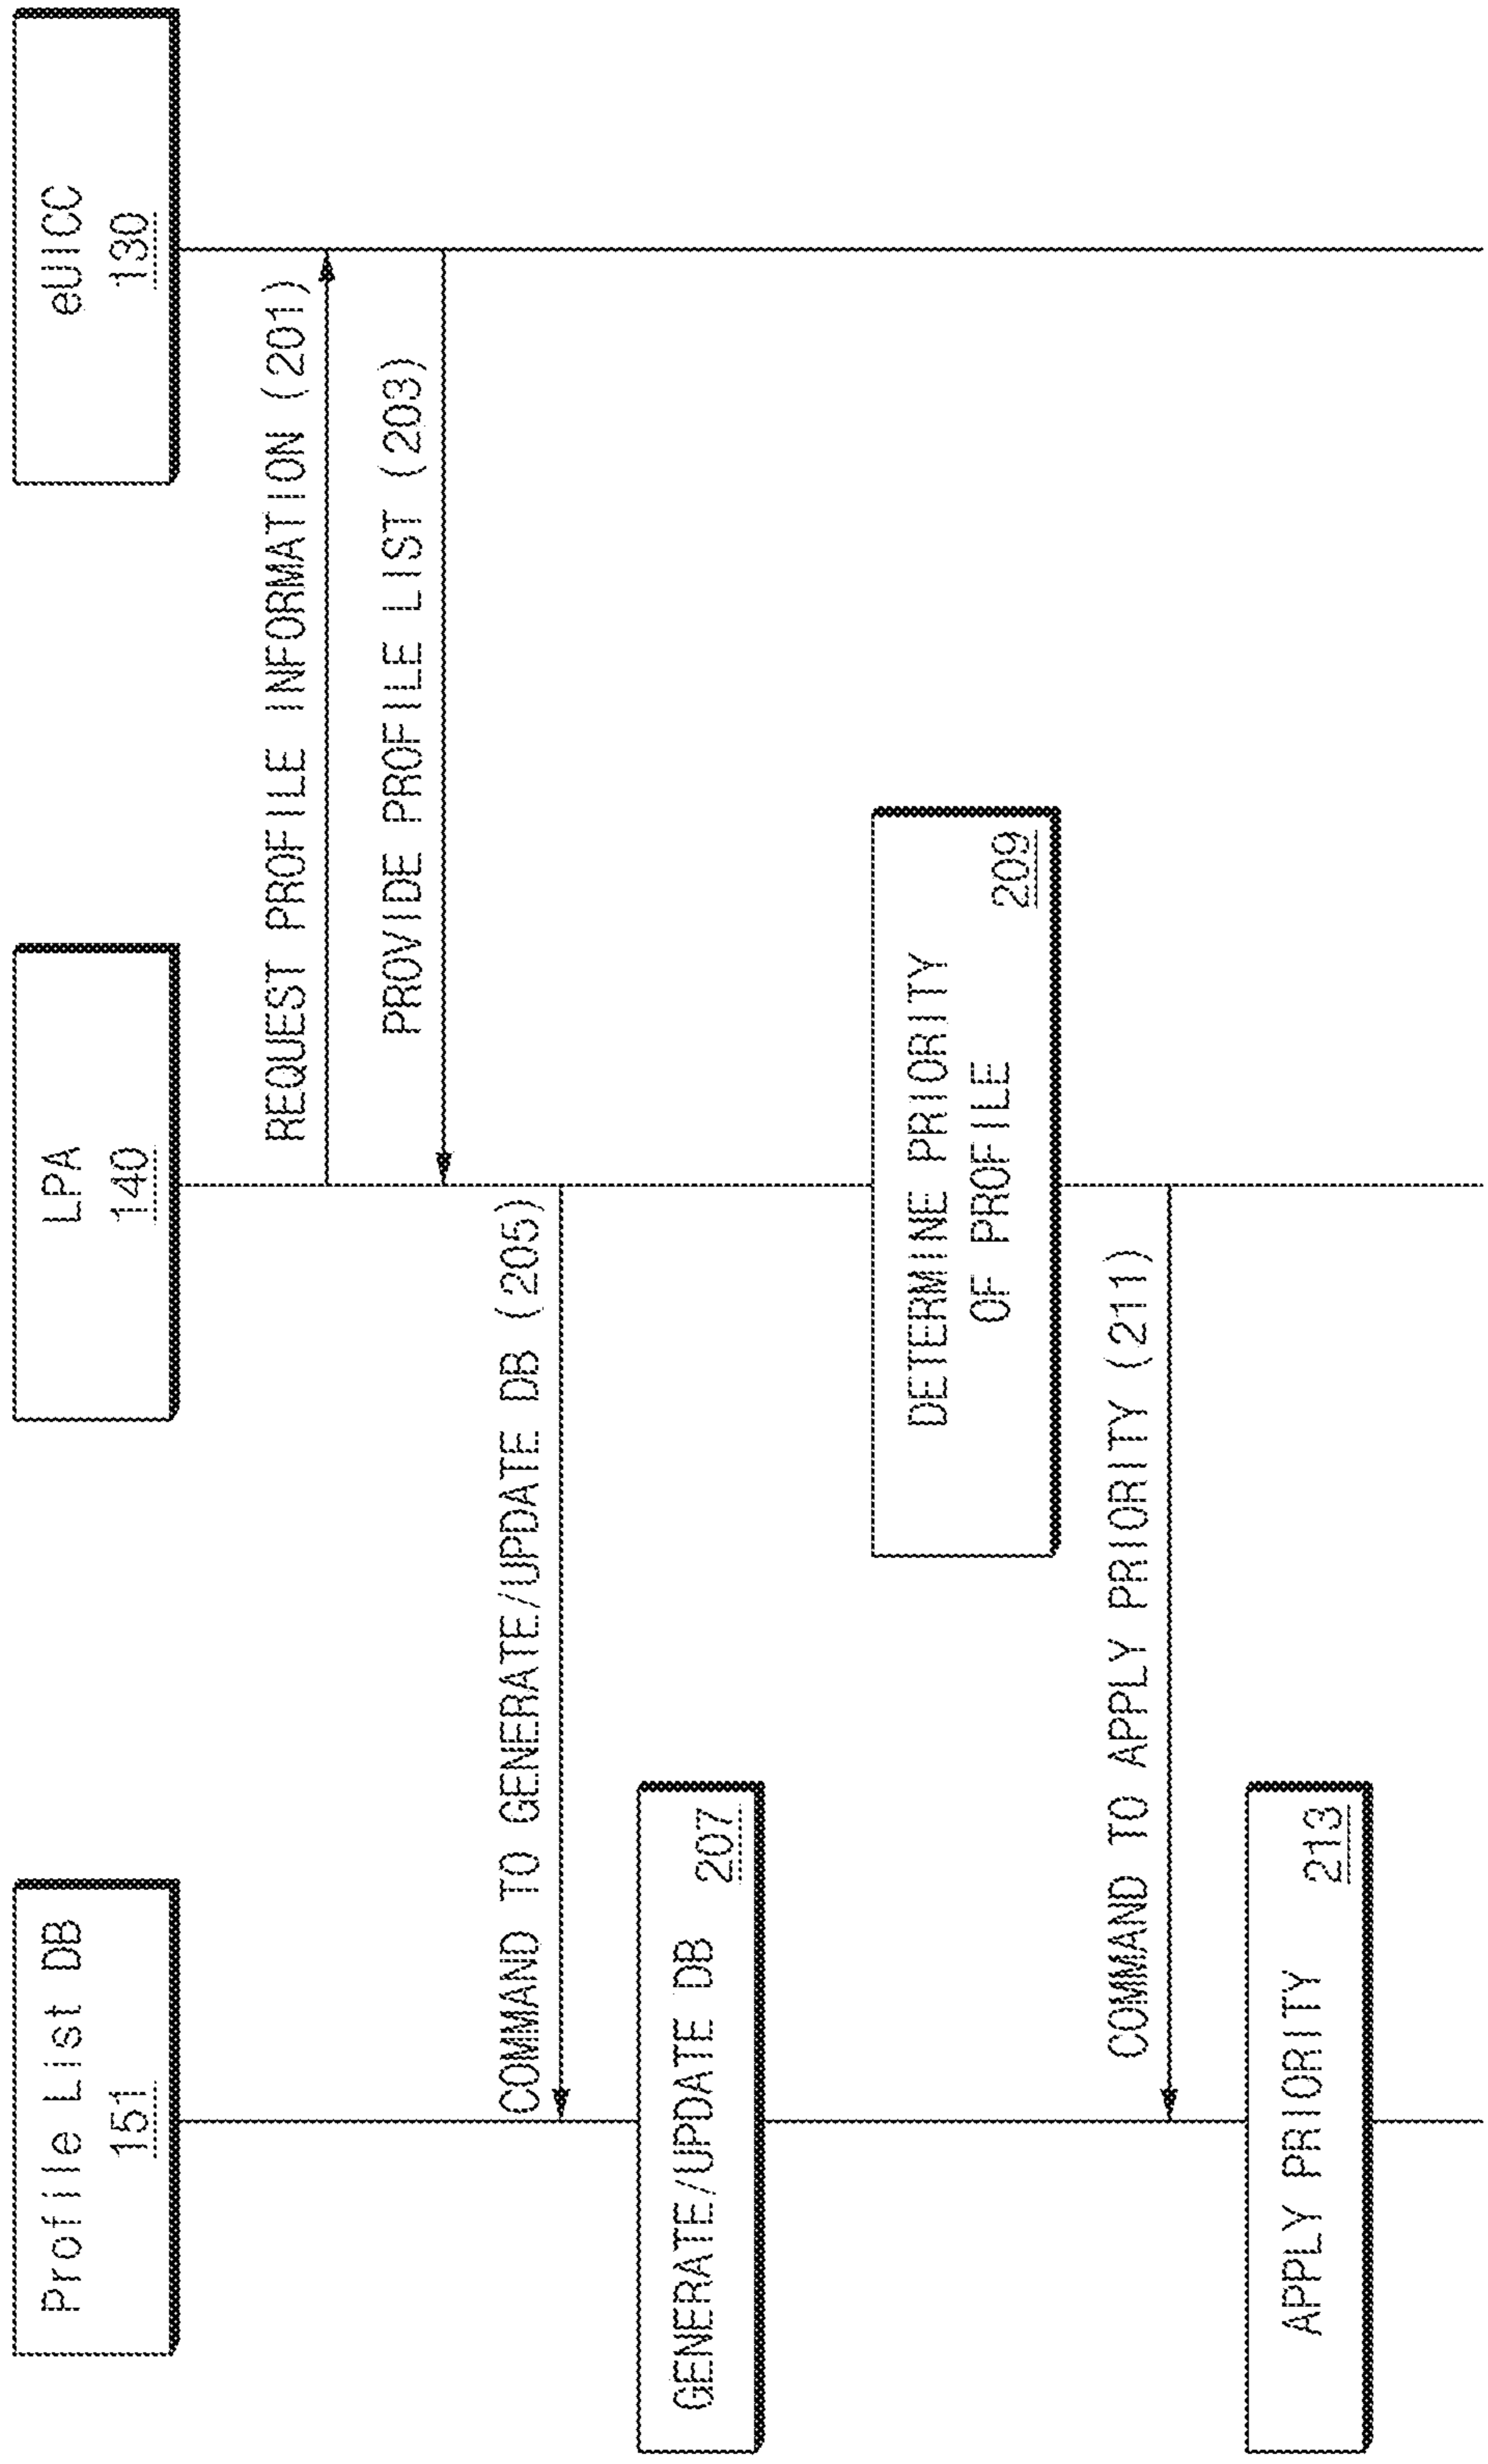 Profile List DB
151
LPA
140
eUICC
130
REQUEST PROFILE INFORMATION (201)
PROVIDE PROFILE LIST (203)
COMMAND TO GENERATE/UPDATE DB (205)
GENERATE/UPDATE DB 207
DETERMINE PRIORITY
OF PROFILE
209
COMMAND TO APPLY PRIORITY (211)
APPLY PRIORITY 213